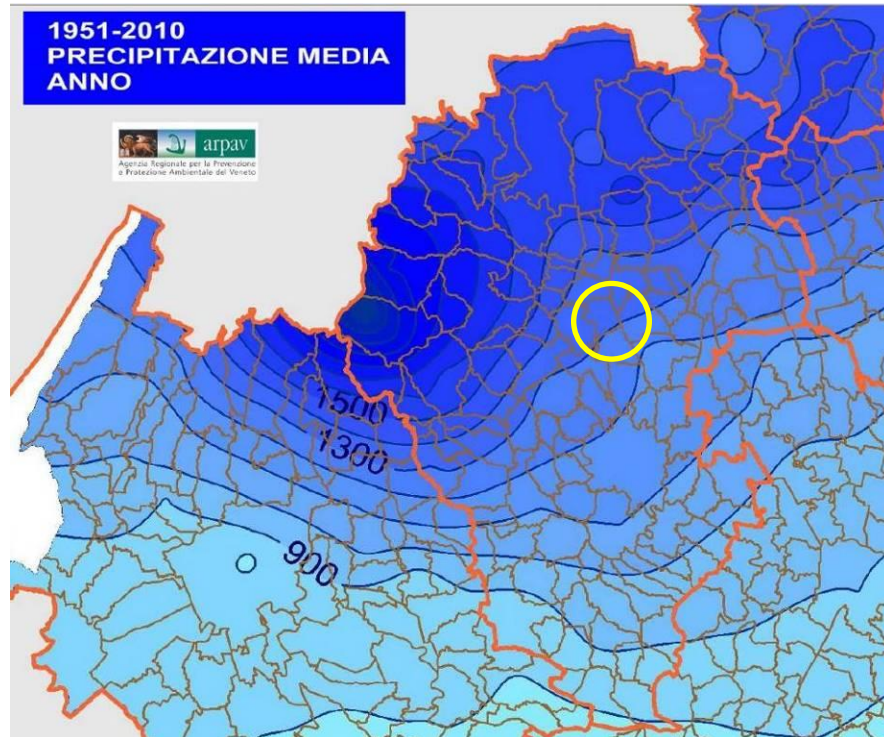 1951-2010
PRECIPITAZIONE MEDIA
ANNO
arpav
Agenzia Regionale per la Prevenzione
e Protezione Ambientale del Veneto
1500
1300
900